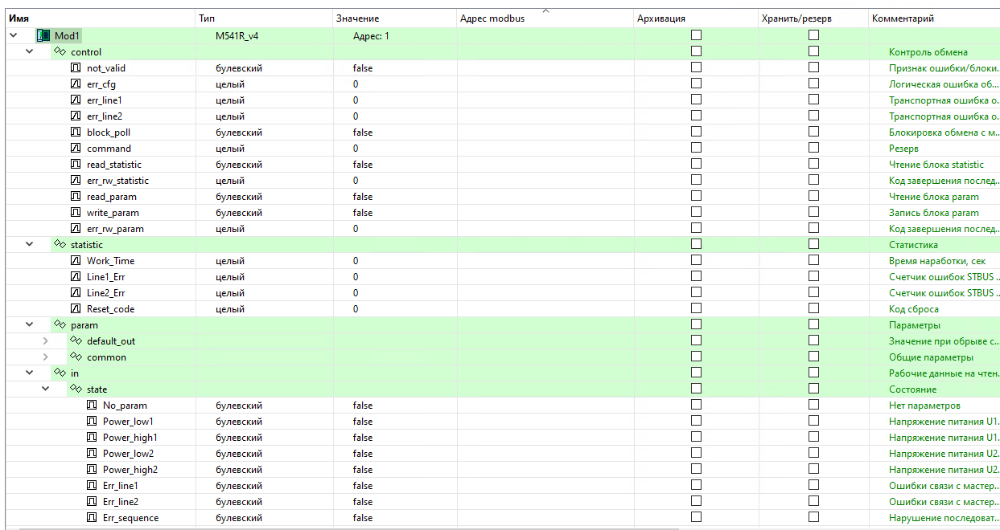 Имя Тип Значение Адрес modbus Архивация Хранить/резерв Комментарий
Mod1 M541R_v4 Адрес: 1
control Контроль обмена
not_valid булевский false Признак ошибки/блоки...
err_cfg целый 0 Логическая ошибка об...
err_line1 целый 0 Транспортная ошибка о...
err_line2 целый 0 Транспортная ошибка о...
block_poll булевский false Блокировка обмена с м...
command целый 0 Резерв
read_statistic булевский false Чтение блока statistic
err_rw_statistic целый 0 Код завершения послед...
read_param булевский false Чтение блока param
write_param булевский false Запись блока param
err_rw_param целый 0 Код завершения послед...
statistic Статистика
Work_Time целый 0 Время наработки, сек
Line1_Err целый 0 Счетчик ошибок STBUS ...
Line2_Err целый 0 Счетчик ошибок STBUS ...
Reset_code целый 0 Код сброса
param Параметры
default_out Значение при обрыве с...
common Общие параметры
in Рабочие данные на чтен...
state Состояние
No_param булевский false Нет параметров
Power_low1 булевский false Напряжение питания U1...
Power_high1 булевский false Напряжение питания U1...
Power_low2 булевский false Напряжение питания U2...
Power_high2 булевский false Напряжение питания U2...
Err_line1 булевский false Ошибки связи с мастер...
Err_line2 булевский false Ошибки связи с мастер...
Err_sequence булевский false Нарушение последоват...